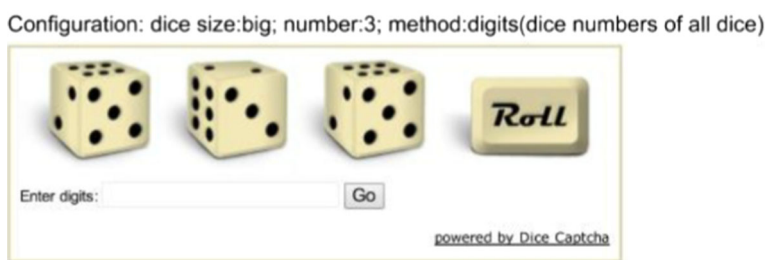 Configuration: dice size:big; number:3; method:digits(dice numbers of all dice)
Roll
Enter digits:
Go
powered by Dice Captcha